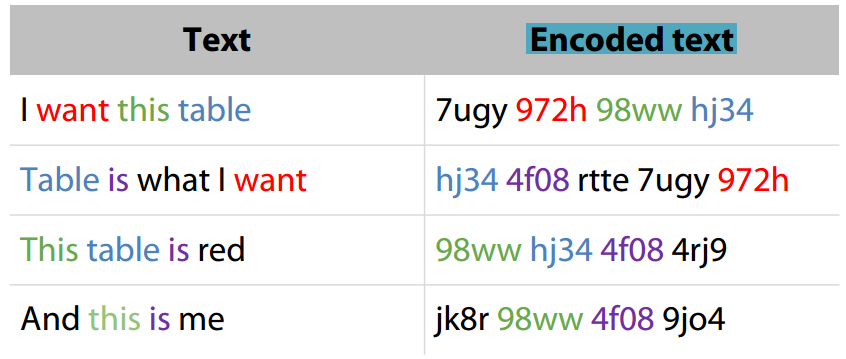 Text Encoded text
I want this table 7ugy 972h 98ww hj34
Table is what I want hj34 4f08 rtte 7ugy 972h
This table is red 98ww hj34 4f08 4rj9
And this is me jk8r 98ww 4f08 9jo4